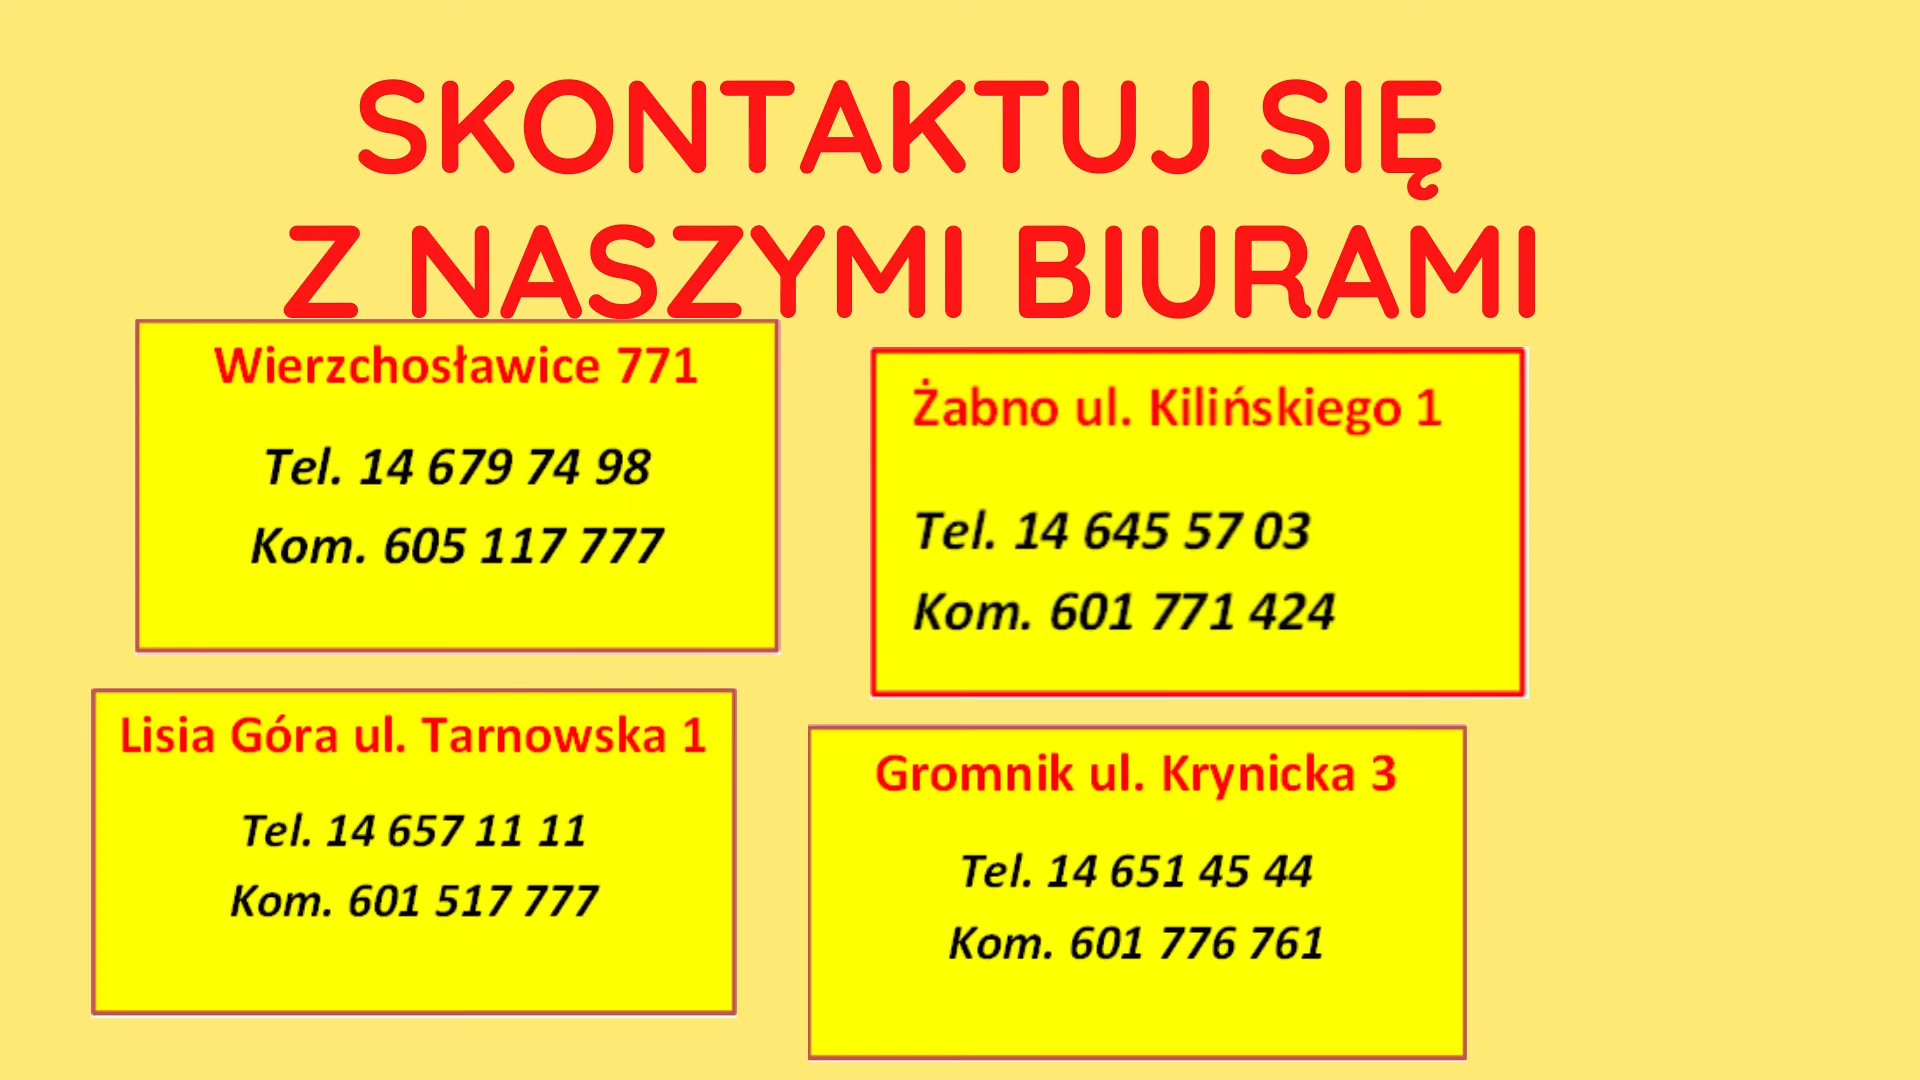 SKONTAKTUJ SIĘ
Z NASZYMI BIURAMI
Wierzchosławice 771
Tel. 14 679 74 98
Kom. 605 117 777
Żabno ul. Kilińskiego 1
Tel. 14 645 57 03
Kom. 601 771 424
Lisia Góra ul. Tarnowska 1
Tel. 14 657 11 11
Kom. 601 517 777
Gromnik ul. Krynicka 3
Tel. 14 651 45 44
Kom. 601 776 761